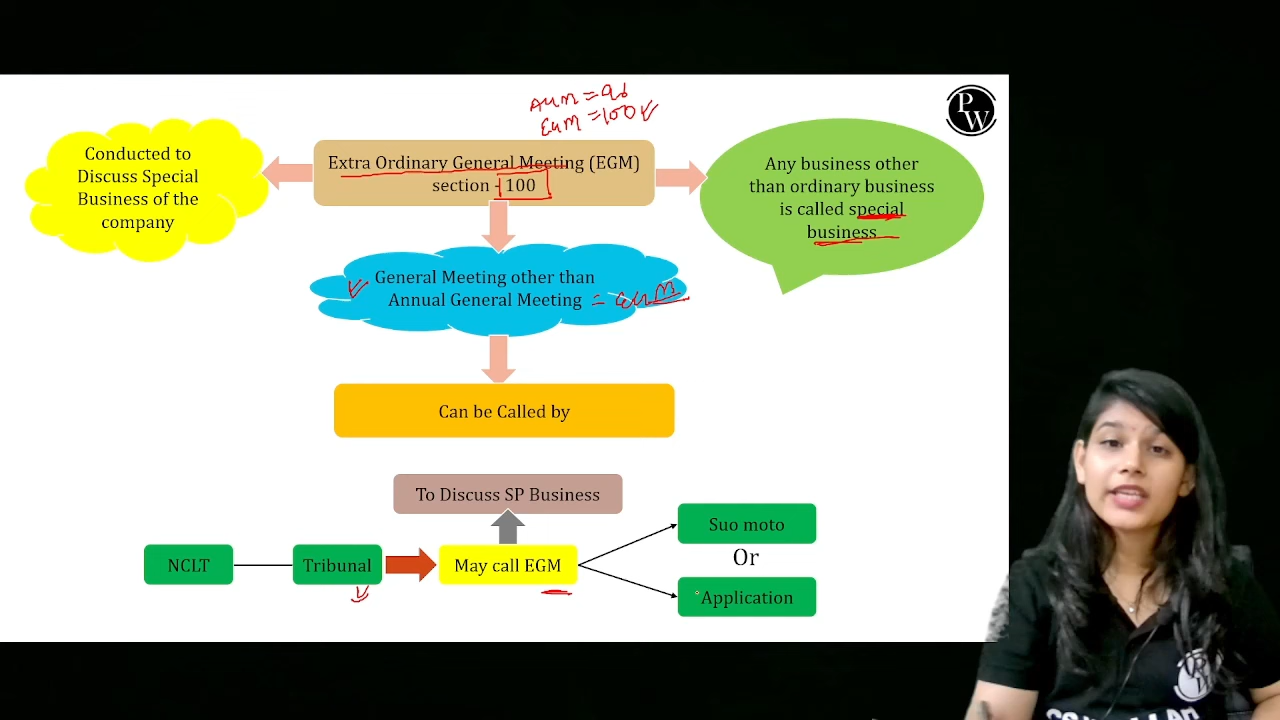 AGM = 96
EGM = 100
P
W
Conducted to
Discuss Special
Business of the
company
Extra Ordinary General Meeting (EGM)
section - 100
Any business other
than ordinary business
is called special
business
General Meeting other than
Annual General Meeting = EGM
Can be Called by
To Discuss SP Business
NCLT
Tribunal
May call EGM
Suo moto
Or
Application